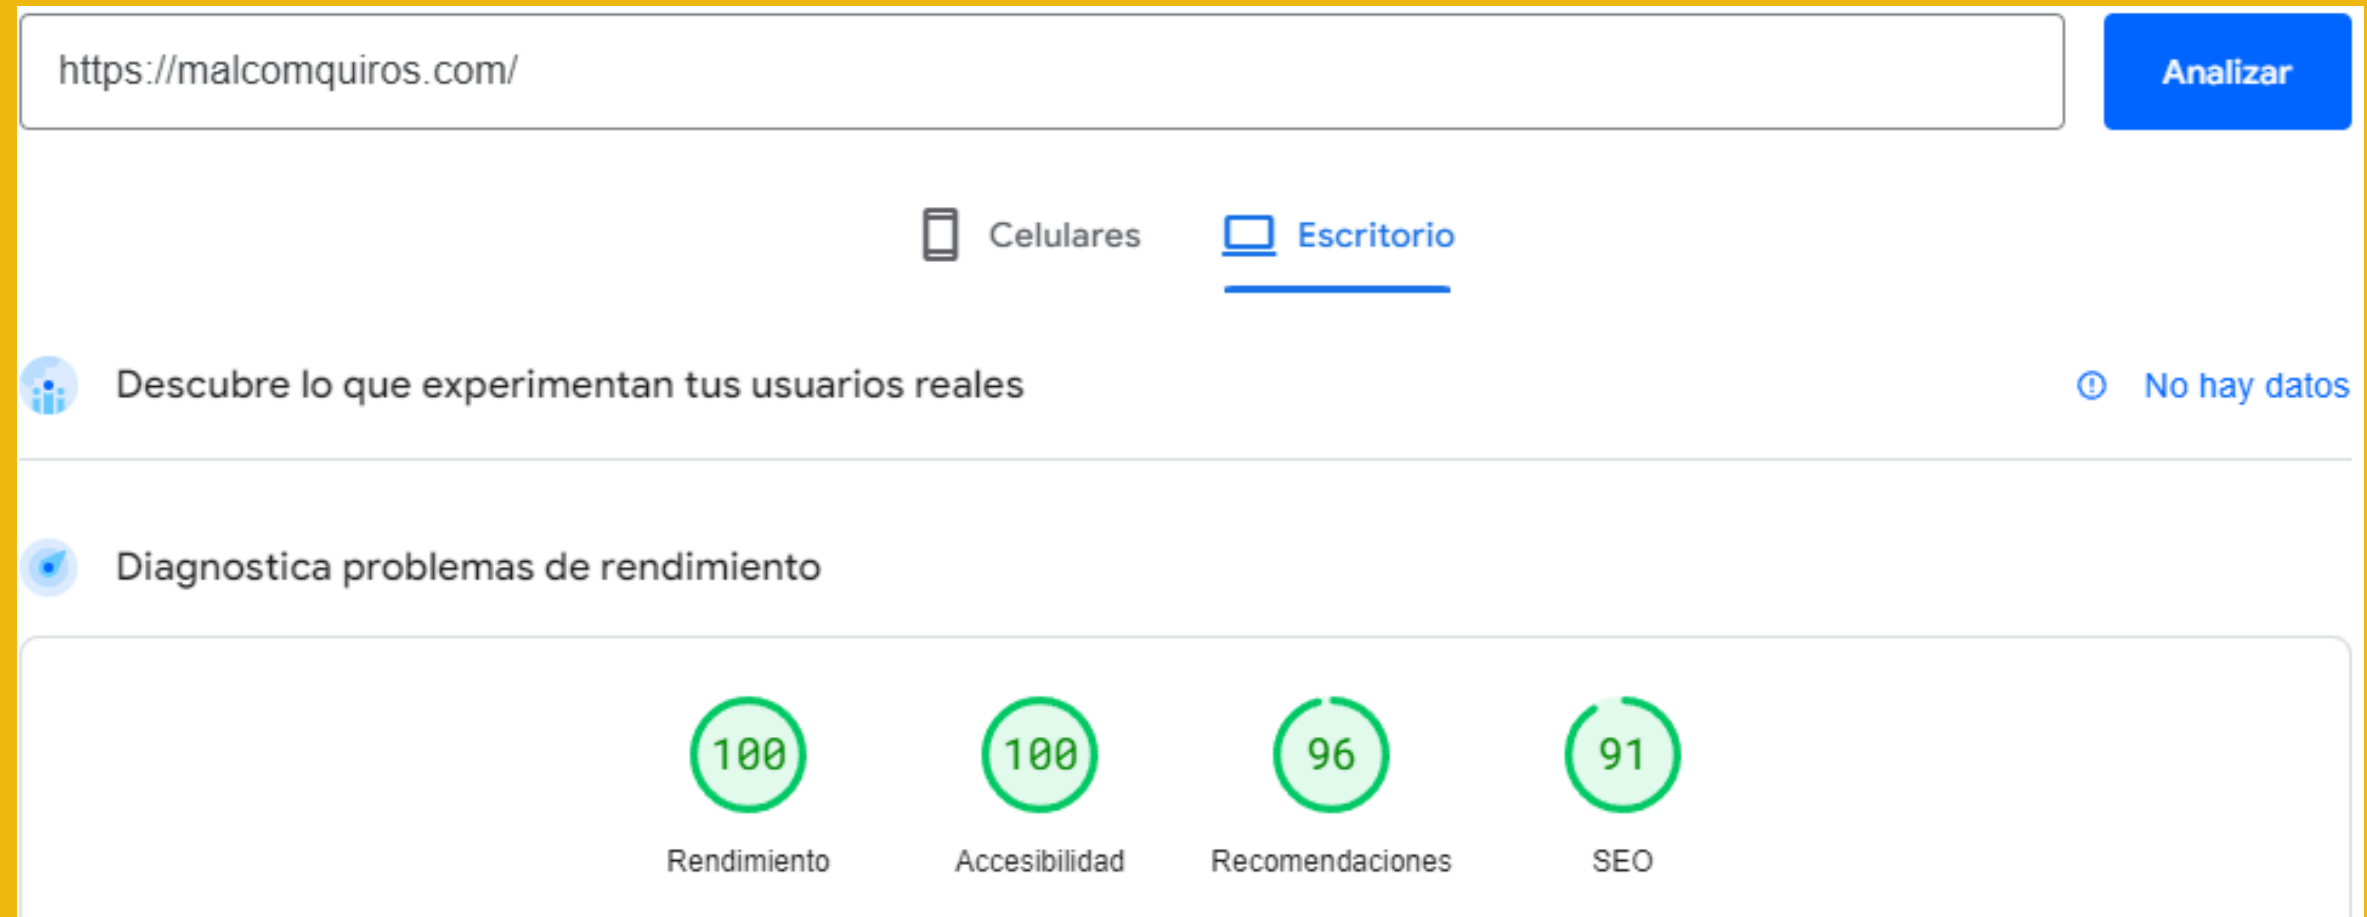 https://malcomquiros.com/
Analizar
Celulares
Escritorio
Descubre lo que experimentan tus usuarios reales
No hay datos
Diagnostica problemas de rendimiento
100
100
96
91
Rendimiento
Accesibilidad
Recomendaciones
SEO